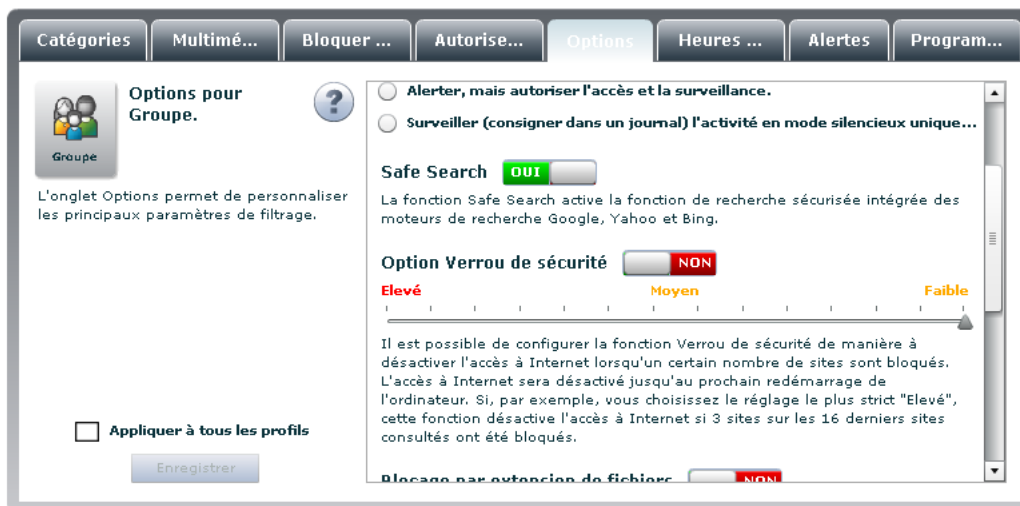 Catégories
Multimé...
Bloquer ...
Autorise...
Options
Heures ...
Alertes
Program...
Options pour
Groupe.
?
Groupe
L'onglet Options permet de personnaliser
les principaux paramètres de filtrage.
Appliquer à tous les profils
Enregistrer
Alerter, mais autoriser l'accès et la surveillance.
Surveiller (consigner dans un journal) l'activité en mode silencieux unique...
Safe Search OUI
La fonction Safe Search active la fonction de recherche sécurisée intégrée des
moteurs de recherche Google, Yahoo et Bing.
Option Verrou de sécurité NON
Elevé Moyen Faible
Il est possible de configurer la fonction Verrou de sécurité de manière à
désactiver l'accès à Internet lorsqu'un certain nombre de sites sont bloqués.
L'accès à Internet sera désactivé jusqu'au prochain redémarrage de
l'ordinateur. Si, par exemple, vous choisissez le réglage le plus strict "Elevé",
cette fonction désactive l'accès à Internet si 3 sites sur les 16 derniers sites
consultés ont été bloqués.
Blocage par extension de fichiers NON